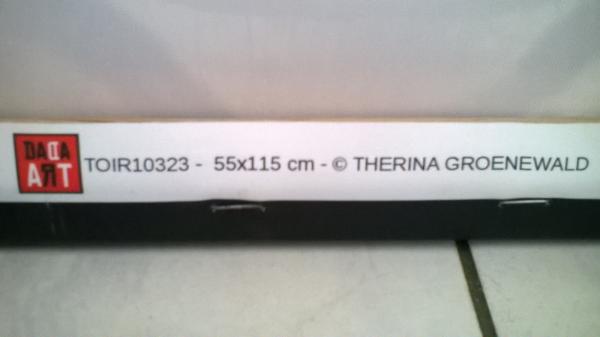 DADA
ART
TOIR10323 - 55x115 cm - © THERINA GROENEWALD